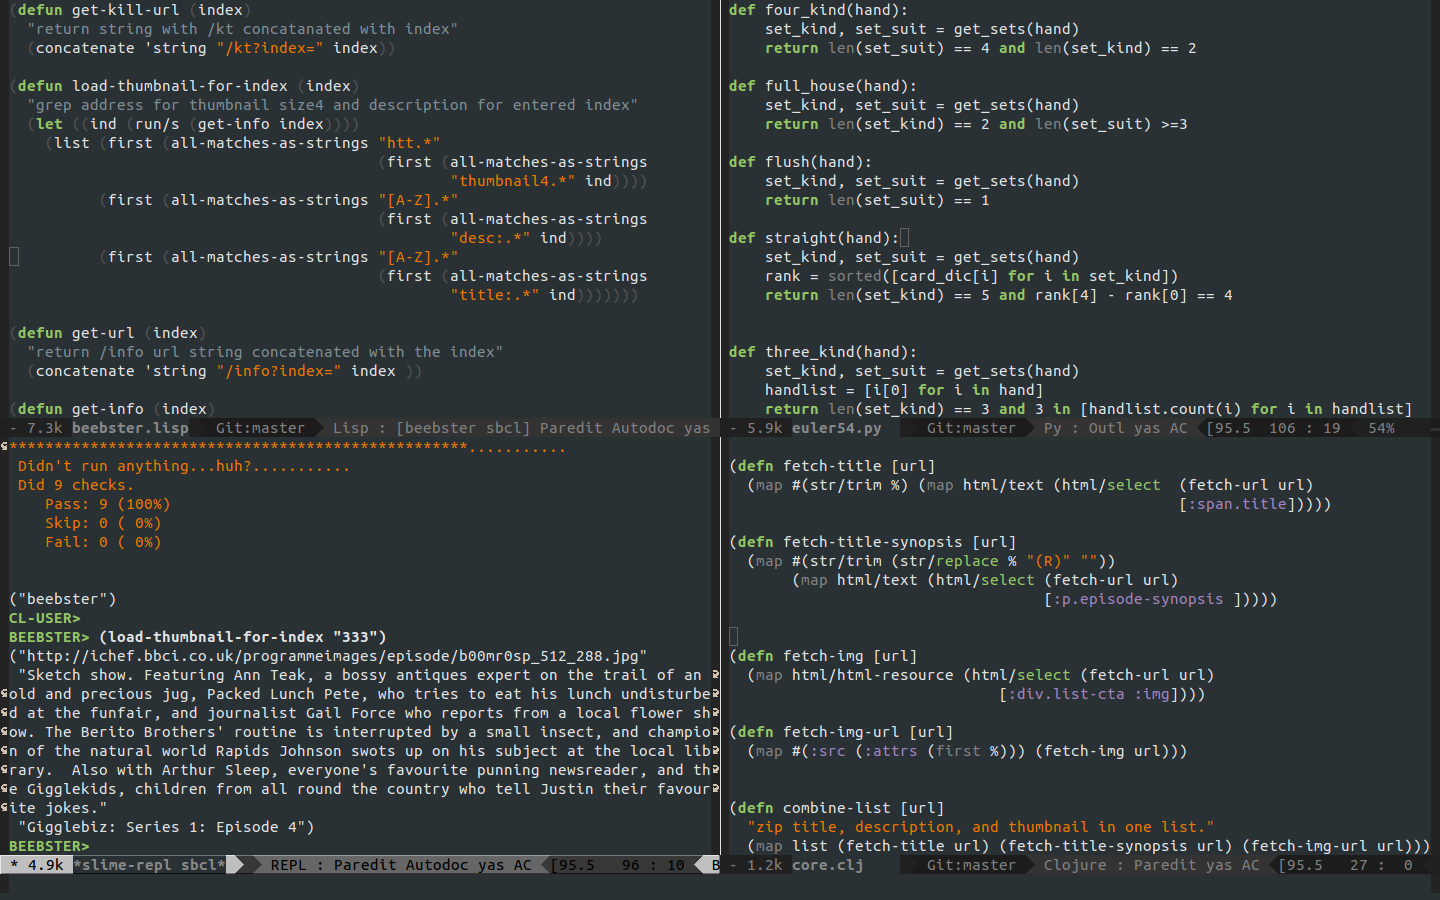 (defun get-kill-url (index)
  "return string with /kt concatanated with index"
  (concatenate 'string "/kt?index=" index))

(defun load-thumbnail-for-index (index)
  "grep address for thumbnail size4 and description for entered index"
  (let ((ind (run/s (get-info index))))
    (list (first (all-matches-as-strings "htt.*"
                                         (first (all-matches-as-strings
                                                 "thumbnail4.*" ind))))
          (first (all-matches-as-strings "[A-Z].*"
                                         (first (all-matches-as-strings
                                                 "desc:.*" ind))))
          (first (all-matches-as-strings "[A-Z].*"
                                         (first (all-matches-as-strings
                                                 "title:.*" ind)))))))

(defun get-url (index)
  "return /info url string concatenated with the index"
  (concatenate 'string "/info?index=" index ))

(defun get-info (index)
- 7.3k beebster.lisp Git:master Lisp : [beebster sbcl] Paredit Autodoc yas
***************************************************...........
 Didn't run anything...huh?...........
 Did 9 checks.
    Pass: 9 (100%)
    Skip: 0 ( 0%)
    Fail: 0 ( 0%)

("beebster")
CL-USER>
BEEBSTER> (load-thumbnail-for-index "333")
("http://ichef.bbci.co.uk/programmeimages/episode/b00mr0sp_512_288.jpg"
 "Sketch show. Featuring Ann Teak, a bossy antiques expert on the trail of an
old and precious jug, Packed Lunch Pete, who tries to eat his lunch undisturbe
d at the funfair, and journalist Gail Force who reports from a local flower sh
ow. The Berito Brothers' routine is interrupted by a small insect, and champio
n of the natural world Rapids Johnson swots up on his subject at the local lib
rary.  Also with Arthur Sleep, everyone's favourite punning newsreader, and th
e Gigglekids, children from all round the country who tell Justin their favour
ite jokes."
 "Gigglebiz: Series 1: Episode 4")
BEEBSTER>
* 4.9k *slime-repl sbcl* REPL : Paredit Autodoc yas AC [95.5 96 : 10 B
def four_kind(hand):
    set_kind, set_suit = get_sets(hand)
    return len(set_suit) == 4 and len(set_kind) == 2

def full_house(hand):
    set_kind, set_suit = get_sets(hand)
    return len(set_kind) == 2 and len(set_suit) >=3

def flush(hand):
    set_kind, set_suit = get_sets(hand)
    return len(set_suit) == 1

def straight(hand):
    set_kind, set_suit = get_sets(hand)
    rank = sorted([card_dic[i] for i in set_kind])
    return len(set_kind) == 5 and rank[4] - rank[0] == 4

def three_kind(hand):
    set_kind, set_suit = get_sets(hand)
    handlist = [i[0] for i in hand]
    return len(set_kind) == 3 and 3 in [handlist.count(i) for i in handlist]
- 5.9k euler54.py Git:master Py : Outl yas AC [95.5 106 : 19 54%
(defn fetch-title [url]
  (map #(str/trim %) (map html/text (html/select  (fetch-url url)
                                                  [:span.title]))))

(defn fetch-title-synopsis [url]
  (map #(str/trim (str/replace % "(R)" ""))
       (map html/text (html/select (fetch-url url)
                                   [:p.episode-synopsis ]))))

(defn fetch-img [url]
  (map html/html-resource (html/select (fetch-url url)
                              [:div.list-cta :img])))

(defn fetch-img-url [url]
  (map #(:src (:attrs (first %))) (fetch-img url)))

(defn combine-list [url]
  "zip title, description, and thumbnail in one list."
  (map list (fetch-title url) (fetch-title-synopsis url) (fetch-img-url url)))
- 1.2k core.clj Git:master Clojure : Paredit yas AC [95.5 27 : 0